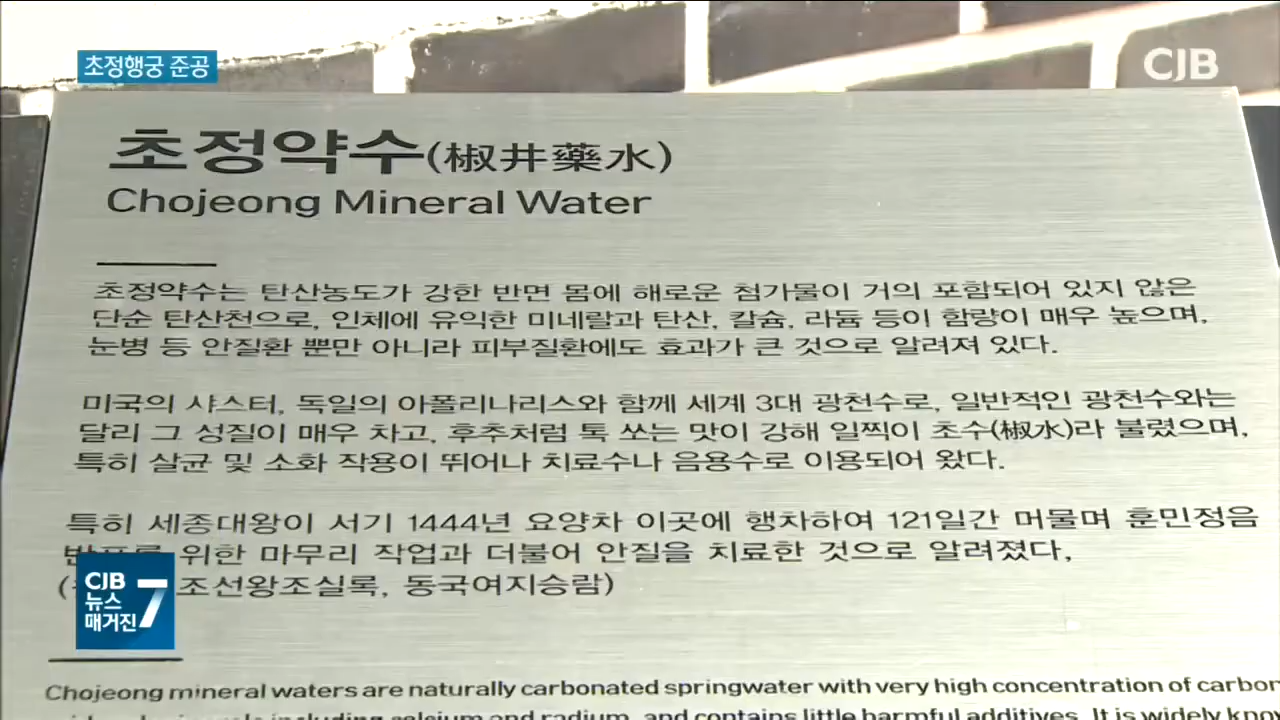 초정행궁 준공
CJB
초정약수(椒井藥水)
Chojeong Mineral Water
초정약수는 탄산농도가 강한 반면 몸에 해로운 첨가물이 거의 포함되어 있지 않은
단순 탄산천으로, 인체에 유익한 미네랄과 탄산, 칼슘, 라듐 등이 함량이 매우 높으며,
눈병 등 안질환 뿐만 아니라 피부질환에도 효과가 큰 것으로 알려져 있다.
미국의 샤스터, 독일의 아폴리나리스와 함께 세계 3대 광천수로, 일반적인 광천수와는
달리 그 성질이 매우 차고, 후추처럼 톡 쏘는 맛이 강해 일찍이 초수(椒水)라 불렸으며,
특히 살균 및 소화 작용이 뛰어나 치료수나 음용수로 이용되어 왔다.
특히 세종대왕이 서기 1444년 요양차 이곳에 행차하여 121일간 머물며 훈민정음
위한 마무리 작업과 더불어 안질을 치료한 것으로 알려졌다,
조선왕조실록, 동국여지승람)
CJB
뉴스
매거진 7
Chojeong mineral waters are naturally carbonated springwater with very high concentration of carbon
including calcium and radium, and contains little harmful additives. It is widely